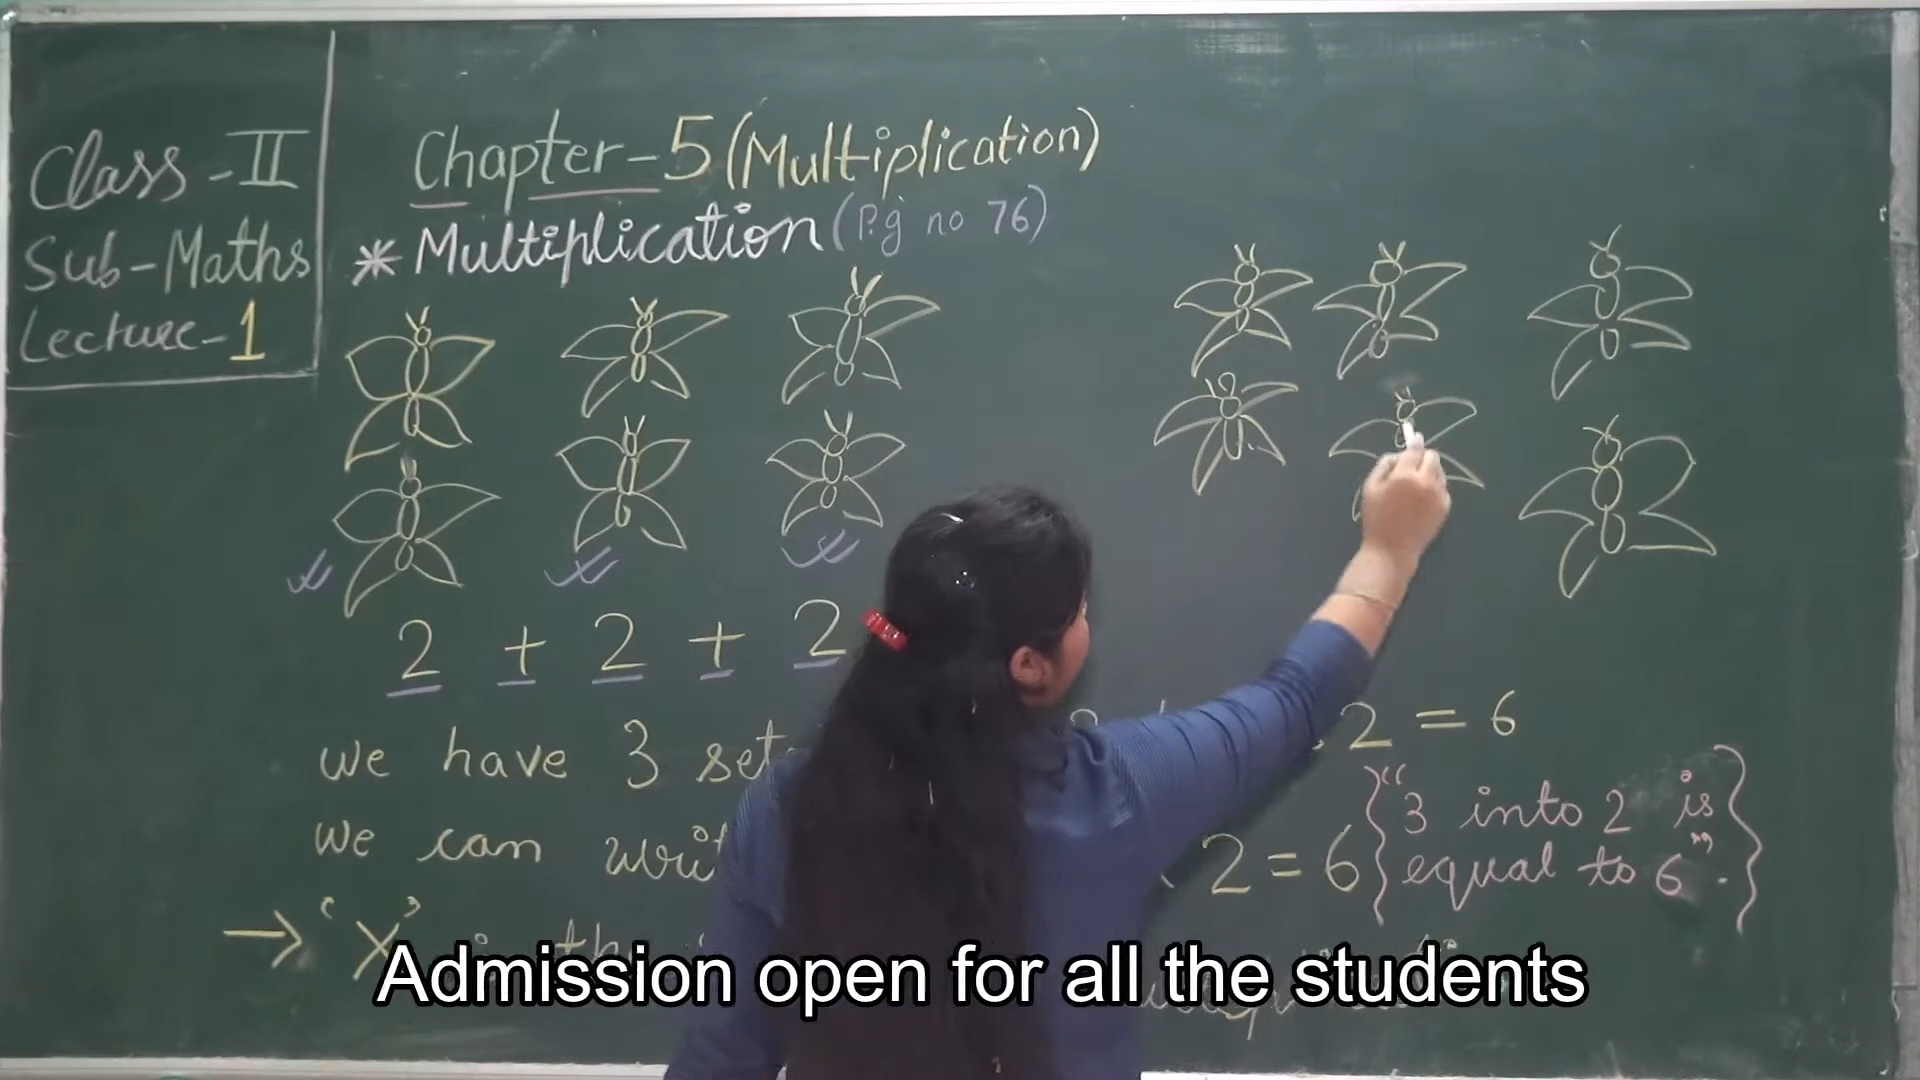 Class - II
Sub - Maths
Lecture - 1
Chapter - 5 (Multiplication)
* Multiplication (P.g no 76)
2 + 2 + 2
we have 3 sets
2 = 6
we can
2 = 6 { "3 into 2 is
equal to 6". }
→ 'X'
Admission open for all the students